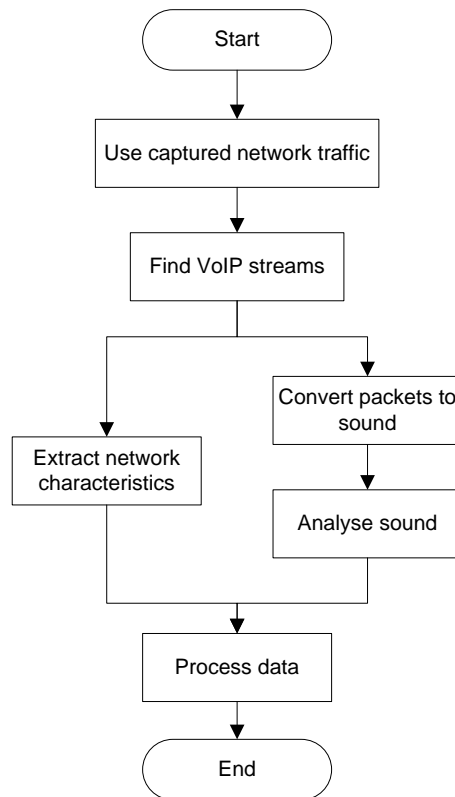 Start
Use captured network traffic
Find VoIP streams
Convert packets to
sound
Extract network
characteristics
Analyse sound
Process data
End